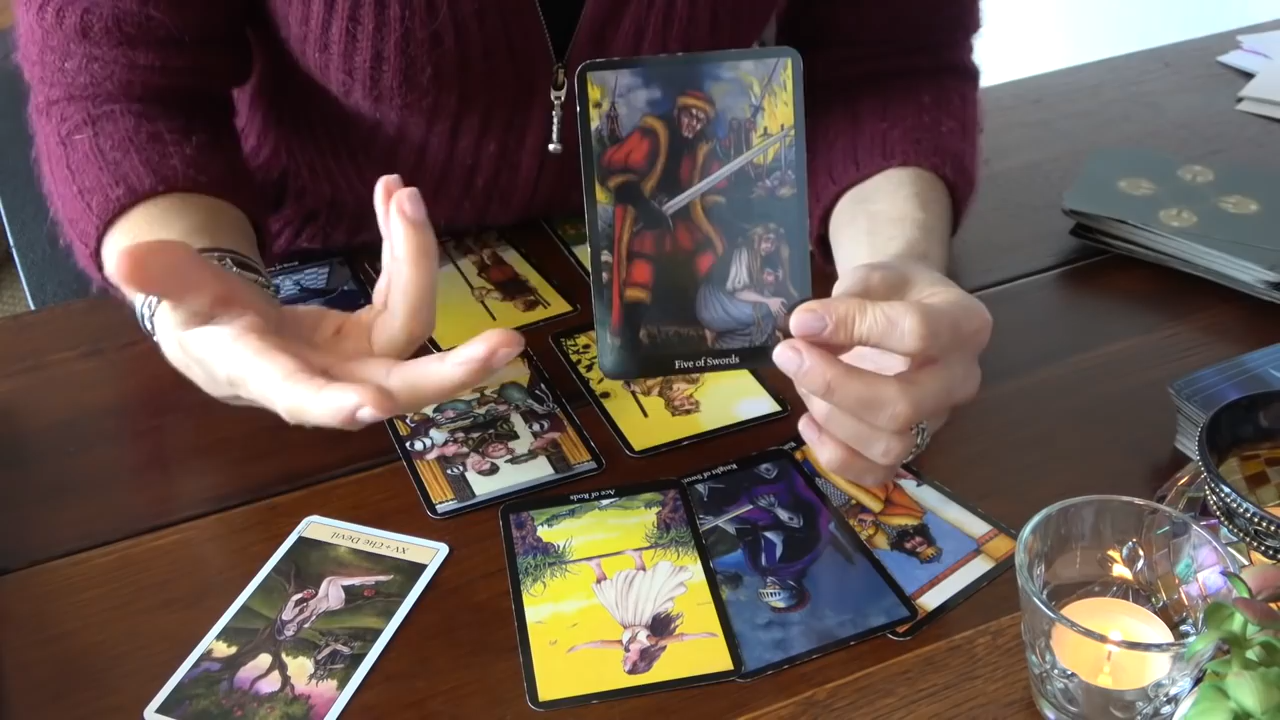 Five of Swords
Ace of Rods
Knight of Swords
XV • The Devil